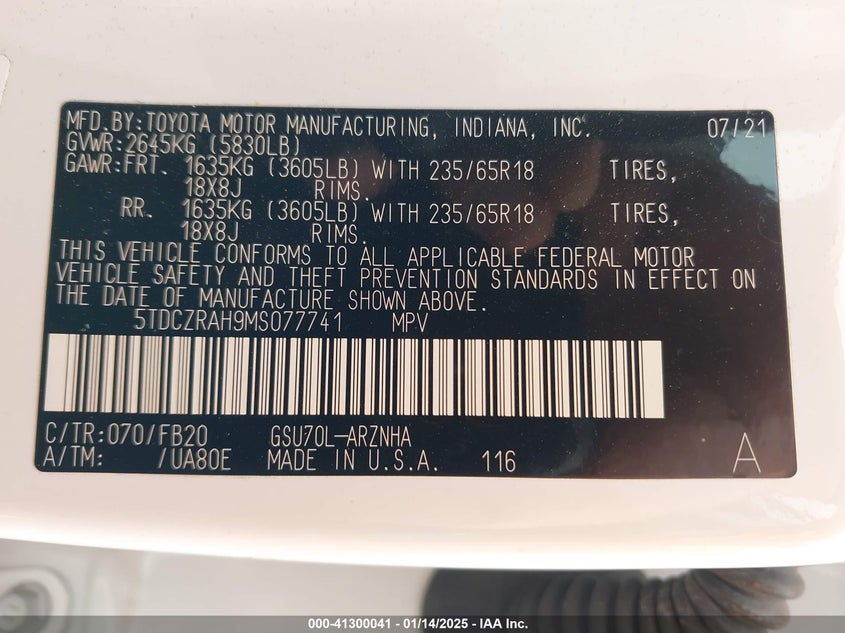 MFD.BY:TOYOTA MOTOR MANUFACTURING, INDIANA, INC. 07/21
GVWR:2645KG (5830LB)
GAWR:FRT. 1635KG (3605LB) WITH 235/65R18 TIRES,
18X8J RIMS.
RR. 1635KG (3605LB) WITH 235/65R18 TIRES,
18X8J RIMS.
THIS VEHICLE CONFORMS TO ALL APPLICABLE FEDERAL MOTOR
VEHICLE SAFETY AND THEFT PREVENTION STANDARDS IN EFFECT ON
THE DATE OF MANUFACTURE SHOWN ABOVE.
5TDCZRAH9MS077741 MPV
C/TR:070/FB20 GSU70L-ARZNHA
A/TM: /UA80E MADE IN U.S.A. 116 A
000-41300041 - 01/14/2025 - IAA Inc.